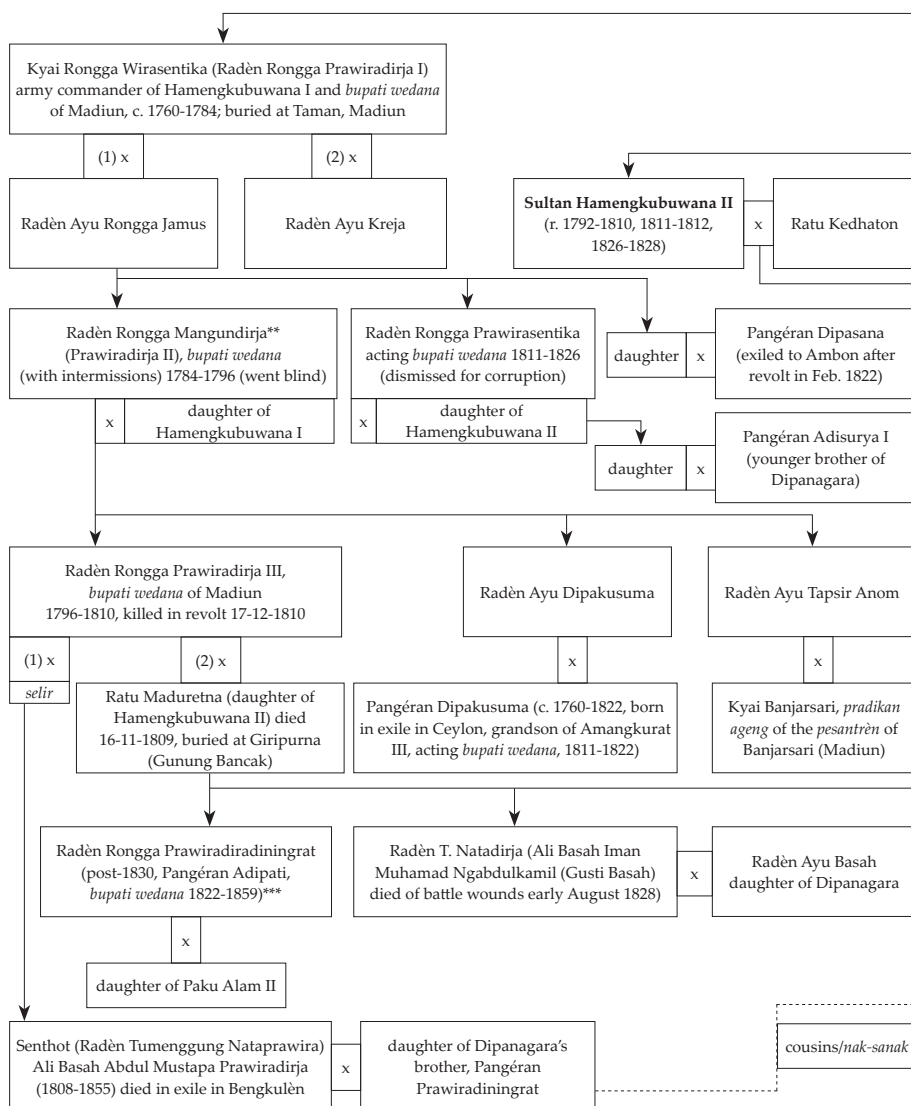 Kyai Rongga Wirasentika (Radèn Rongga Prawiradirja I)
army commander of Hamengkubuwana I and bupati wedana
of Madiun, c. 1760-1784; buried at Taman, Madiun
(1) x
(2) x
Radèn Ayu Rongga Jamus
Radèn Ayu Kreja
Sultan Hamengkubuwana II
(r. 1792-1810, 1811-1812,
1826-1828)
x
Ratu Kedhaton
Radèn Rongga Mangundirja**
(Prawiradirja II), bupati wedana
(with intermissions) 1784-1796 (went blind)
x
daughter of
Hamengkubuwana I
Radèn Rongga Prawirasentika
acting bupati wedana 1811-1826
(dismissed for corruption)
x
daughter of
Hamengkubuwana II
daughter
x
Pangéran Dipasana
(exiled to Ambon after
revolt in Feb. 1822)
daughter
x
Pangéran Adisurya I
(younger brother of
Dipanagara)
Radèn Rongga Prawiradirja III,
bupati wedana of Madiun
1796-1810, killed in revolt 17-12-1810
(1) x
selir
(2) x
Radèn Ayu Dipakusuma
x
Radèn Ayu Tapsir Anom
x
Ratu Maduretna (daughter of
Hamengkubuwana II) died
16-11-1809, buried at Giripurna
(Gunung Bancak)
Pangéran Dipakusuma (c. 1760-1822, born
in exile in Ceylon, grandson of Amangkurat
III, acting bupati wedana, 1811-1822)
Kyai Banjarsari, pradikan
ageng of the pesantrèn of
Banjarsari (Madiun)
Radèn Rongga Prawiradiradiningrat
(post-1830, Pangéran Adipati,
bupati wedana 1822-1859)***
x
daughter of Paku Alam II
Radèn T. Natadirja (Ali Basah Iman
Muhamad Ngabdulkamil (Gusti Basah)
died of battle wounds early August 1828)
x
Radèn Ayu Basah
daughter of Dipanagara
Senthot (Radèn Tumenggung Nataprawira)
Ali Basah Abdul Mustapa Prawiradirja
(1808-1855) died in exile in Bengkulèn
x
daughter of Dipanagara's
brother, Pangéran
Prawiradiningrat
cousins/nak-sanak